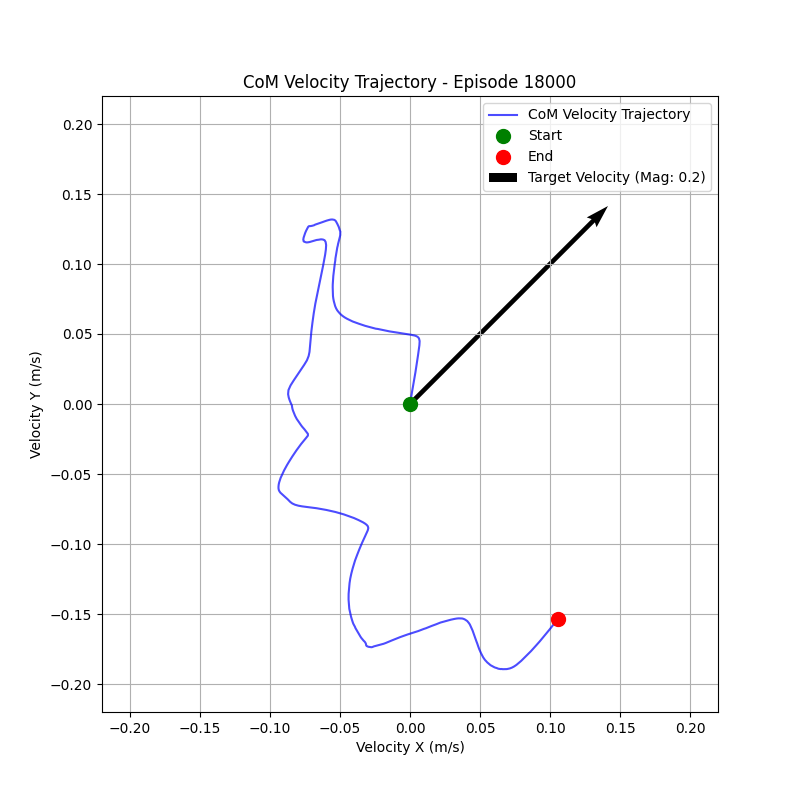 CoM Velocity Trajectory - Episode 18000
CoM Velocity Trajectory
Start
End
Target Velocity (Mag: 0.2)
0.20
0.15
0.10
0.05
0.00
−0.05
−0.10
−0.15
−0.20
Velocity Y (m/s)
−0.20 −0.15 −0.10 −0.05 0.00 0.05 0.10 0.15 0.20
Velocity X (m/s)